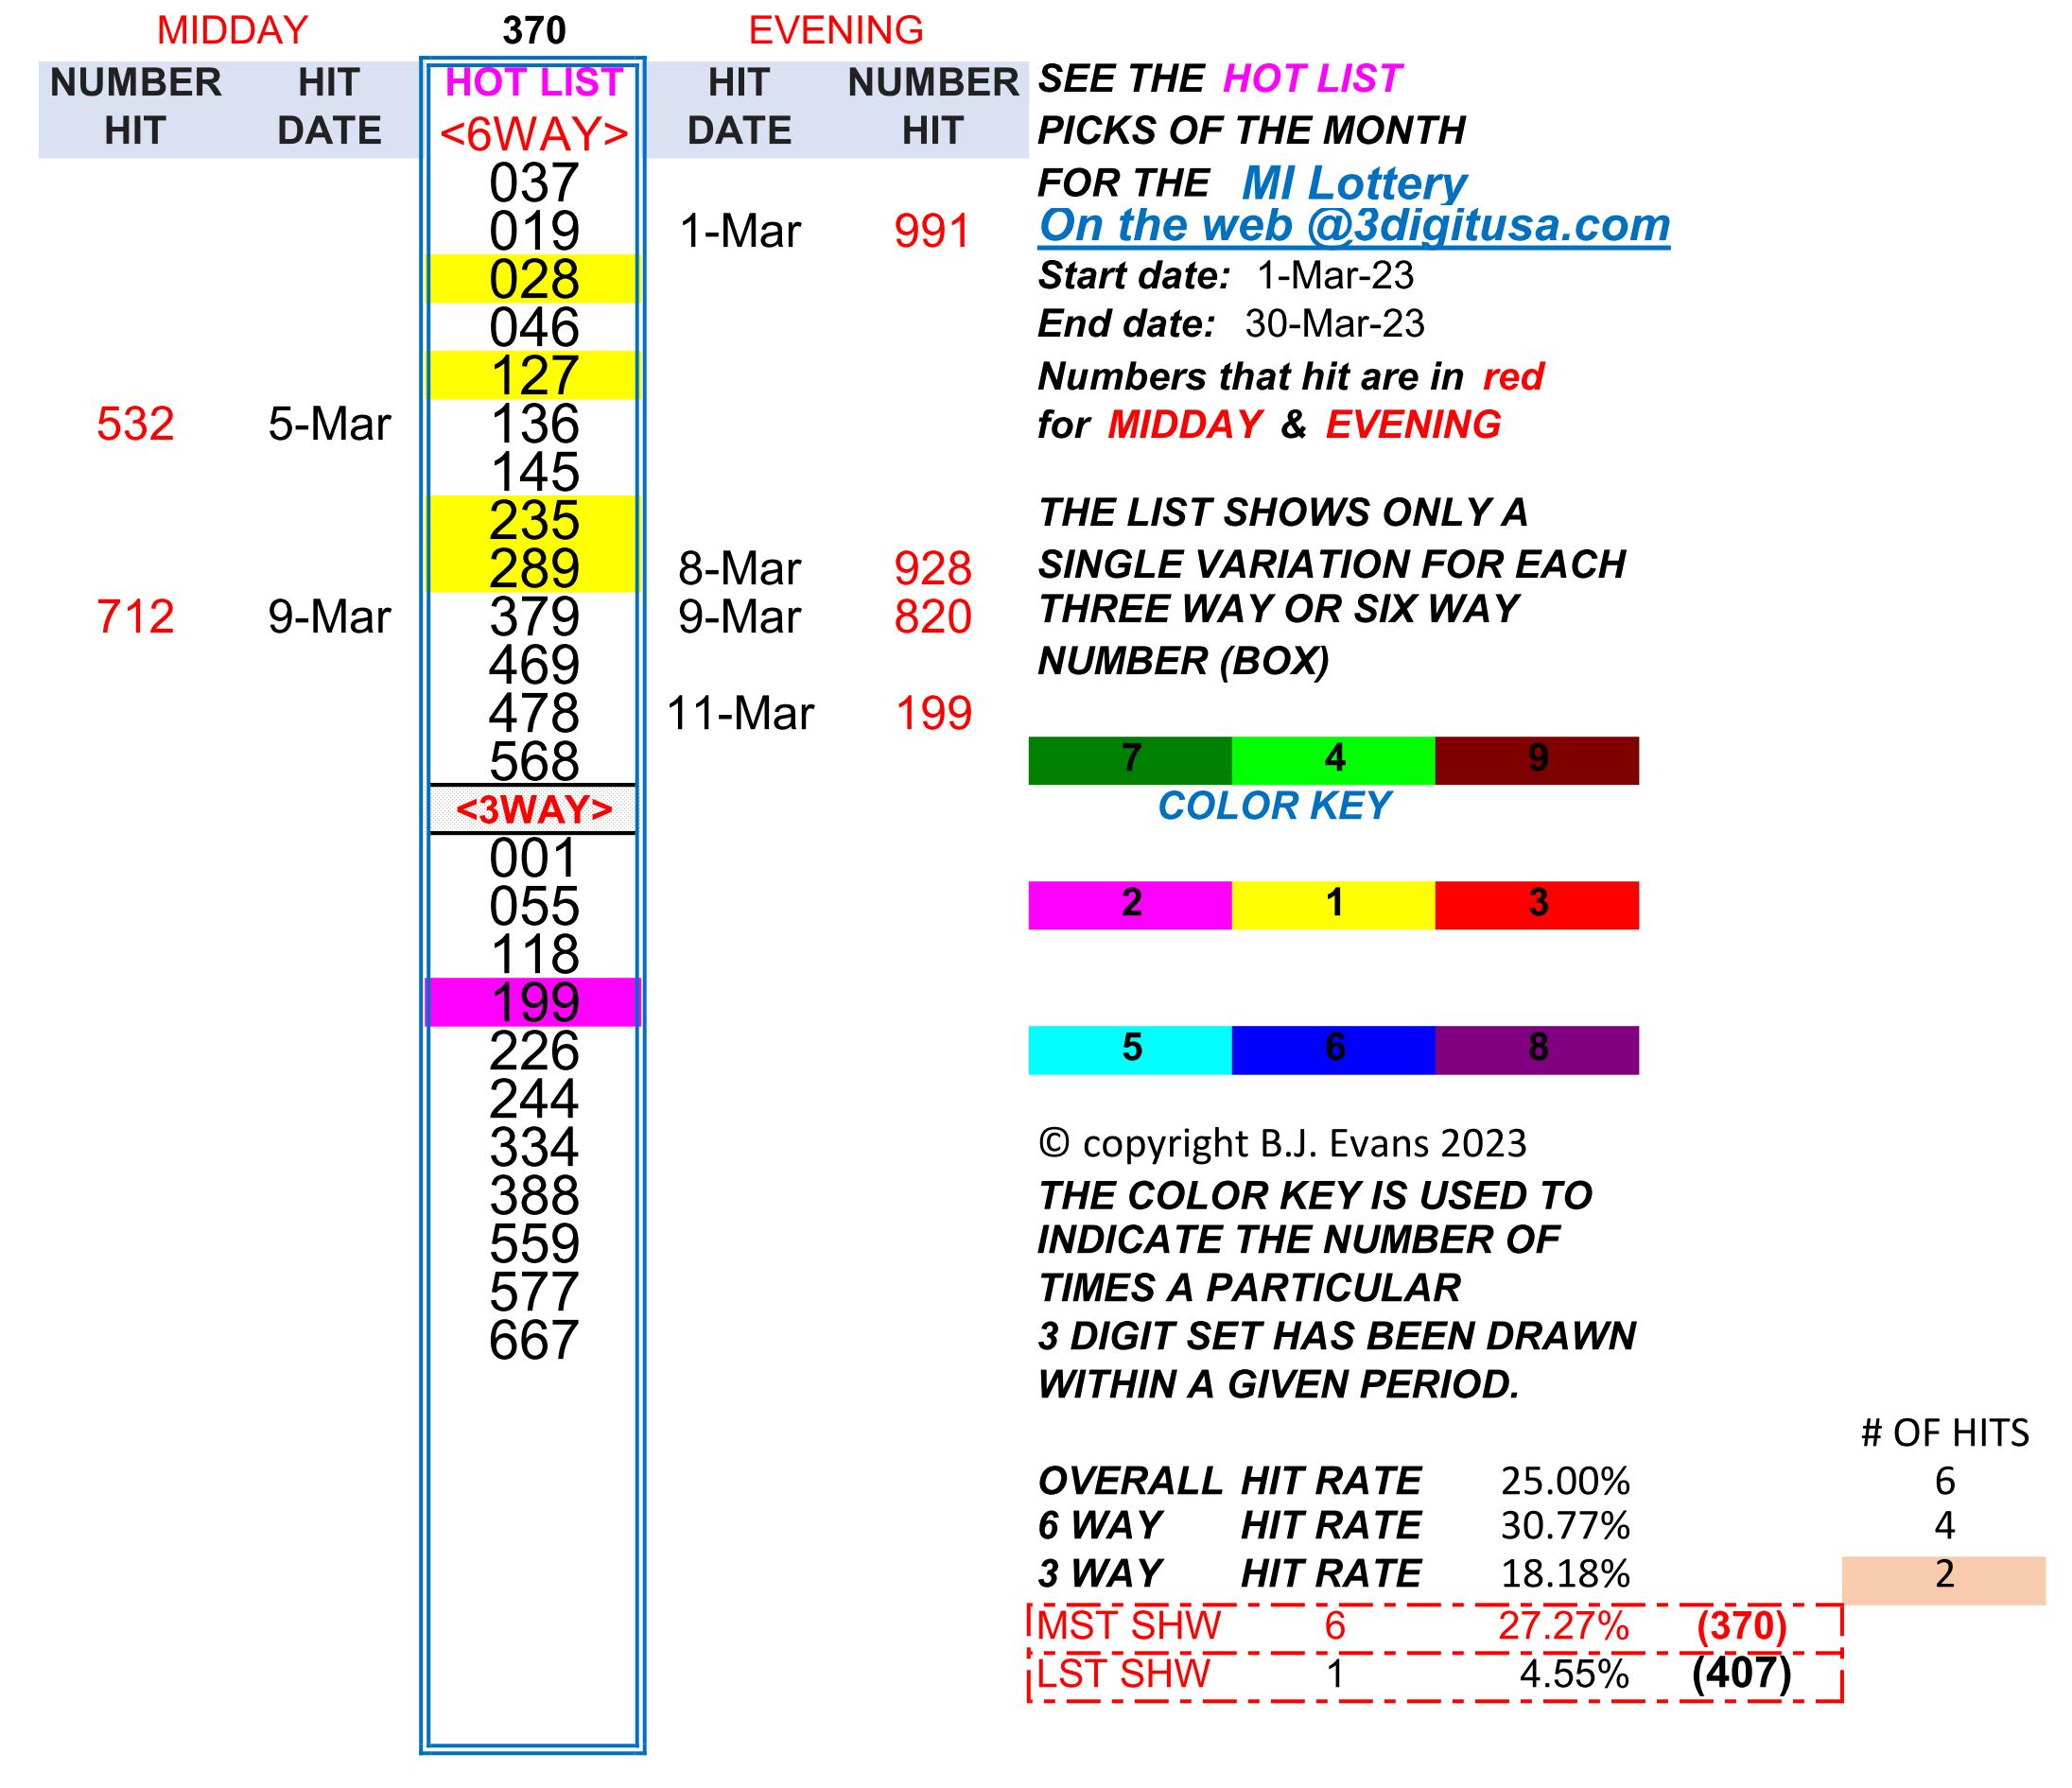 MIDDAY 370 EVENING
NUMBER HIT HOT LIST HIT NUMBER SEE THE HOT LIST
HIT DATE <6WAY> DATE HIT PICKS OF THE MONTH
037 FOR THE MI Lottery
019 1-Mar 991 On the web @3digitusa.com
028 Start date: 1-Mar-23
046 End date: 30-Mar-23
127 Numbers that hit are in red
532 5-Mar 136 for MIDDAY & EVENING
145
235 THE LIST SHOWS ONLY A
289 8-Mar 928 SINGLE VARIATION FOR EACH
712 9-Mar 379 9-Mar 820 THREE WAY OR SIX WAY
469 NUMBER (BOX)
478 11-Mar 199
568 7 4 9
<3WAY> COLOR KEY
001
055 2 1 3
118
199
226 5 6 8
244
334 © copyright B.J. Evans 2023
388 THE COLOR KEY IS USED TO
559 INDICATE THE NUMBER OF
577 TIMES A PARTICULAR
667 3 DIGIT SET HAS BEEN DRAWN
WITHIN A GIVEN PERIOD.
# OF HITS
OVERALL HIT RATE 25.00% 6
6 WAY HIT RATE 30.77% 4
3 WAY HIT RATE 18.18% 2
MST SHW 6 27.27% (370)
LST SHW 1 4.55% (407)